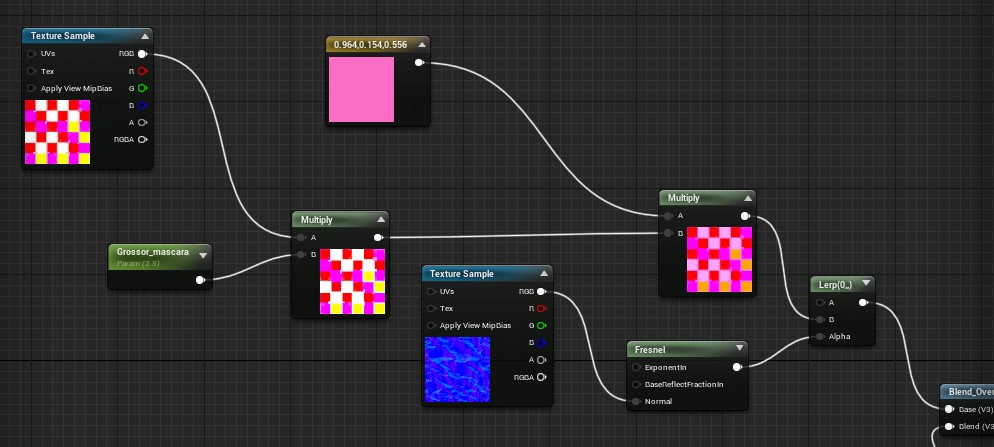 Texture Sample
UVs RGB
Tex R
Apply View MipBias G
B
A
RGBA
0.964,0.154,0.556
Grossor_mascara
Param (2.5)
Multiply
A
B
Texture Sample
UVs RGB
Tex R
Apply View MipBias G
B
A
RGBA
Multiply
A
B
Fresnel
ExponentIn
BaseReflectFractionIn
Normal
Lerp(0,,)
A
B
Alpha
Blend_Over
Base (V3)
Blend (V3